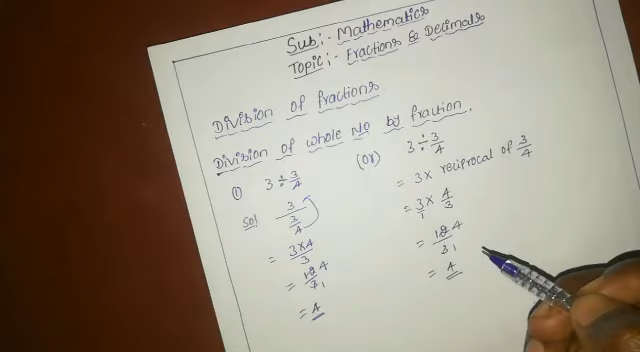 Sub:- Mathematics
Topic:- Fractions & Decimals
Division of fractions.
Division of whole NO by fraction.
① 3 ÷ 3/4
Sol 3 / (3/4)
= 3×4/3
= 12/3 4/1
= 4
(Or) 3 ÷ 3/4
= 3× reciprocal of 3/4
= 3/1 × 4/3
= 12/3 4/1
= 4